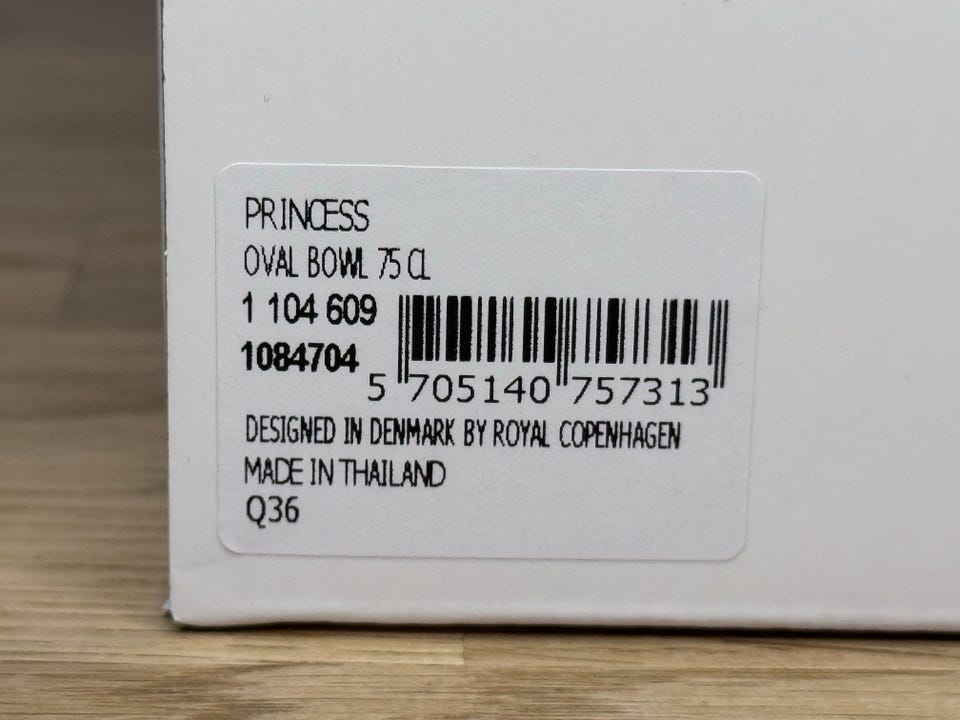 PRINCESS
OVAL BOWL 75 CL
1 104 609
1084704
5 705140 757313
DESIGNED IN DENMARK BY ROYAL COPENHAGEN
MADE IN THAILAND
Q36